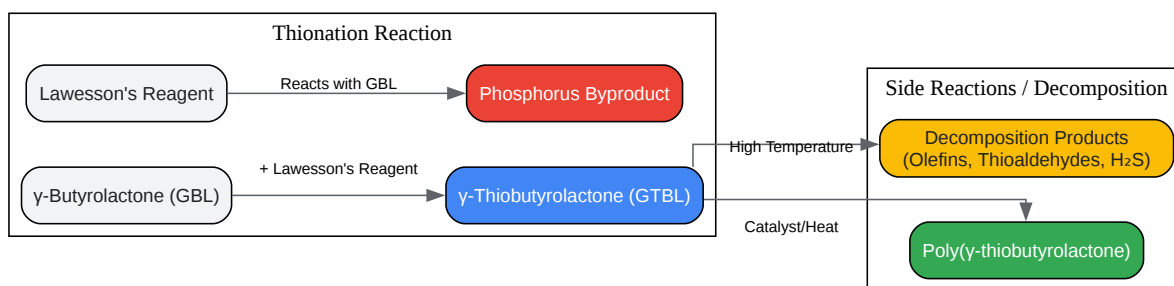 Thionation Reaction
Lawesson's Reagent
Reacts with GBL
Phosphorus Byproduct
γ-Butyrolactone (GBL)
+ Lawesson's Reagent
γ-Thiobutyrolactone (GTBL)
High Temperature
Catalyst/Heat
Side Reactions / Decomposition
Decomposition Products
(Olefins, Thioaldehydes, H₂S)
Poly(γ-thiobutyrolactone)